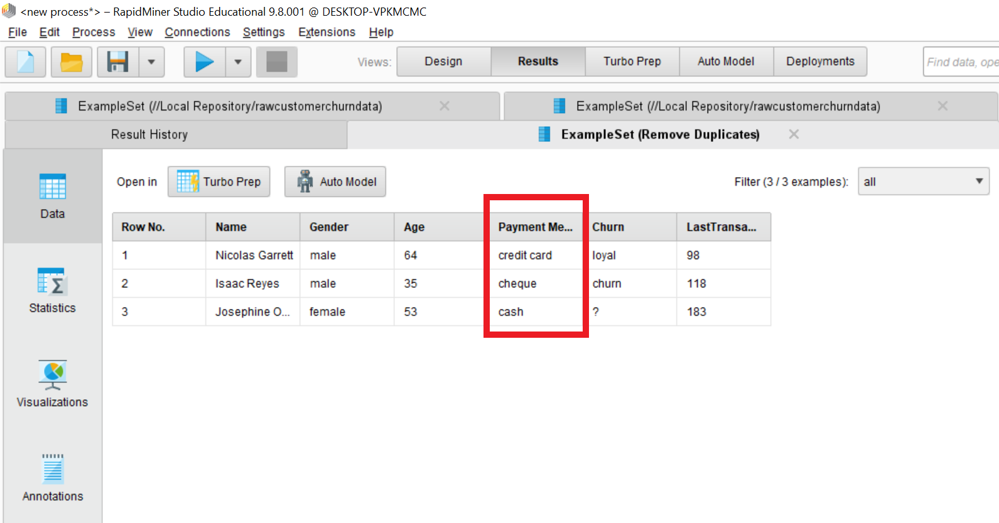 <new process*> – RapidMiner Studio Educational 9.8.001 @ DESKTOP-VPKMCMC
File Edit Process View Connections Settings Extensions Help
Views: Design Results Turbo Prep Auto Model Deployments Find data, ope
ExampleSet (//Local Repository/rawcustomerchurndata) ExampleSet (//Local Repository/rawcustomerchurndata)
Result History ExampleSet (Remove Duplicates)
Open in Turbo Prep Auto Model Filter (3 / 3 examples): all
Data
Row No. Name Gender Age Payment Me... Churn LastTransa...
1 Nicolas Garrett male 64 credit card loyal 98
2 Isaac Reyes male 35 cheque churn 118
3 Josephine O... female 53 cash ? 183
Statistics
Visualizations
Annotations